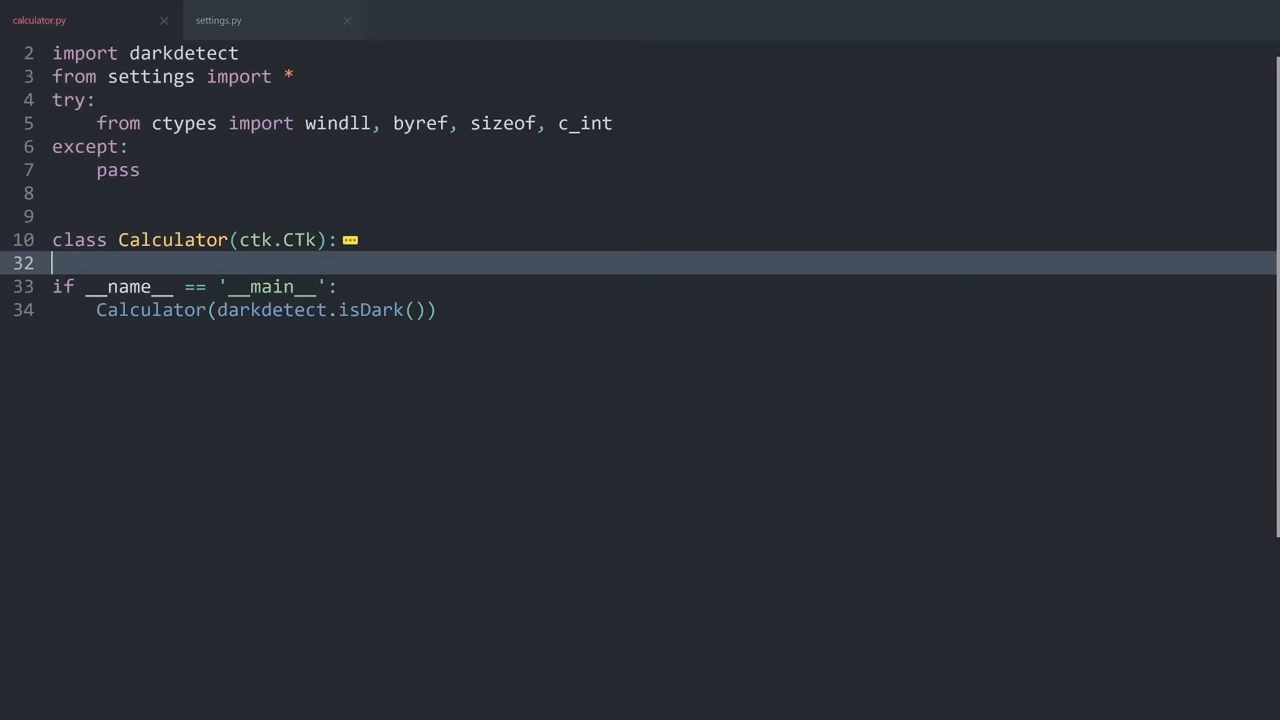 calculator.py × settings.py ×
2 import darkdetect
3 from settings import *
4 try:
5     from ctypes import windll, byref, sizeof, c_int
6 except:
7     pass
8
9
10 class Calculator(ctk.CTk):
32
33 if __name__ == '__main__':
34     Calculator(darkdetect.isDark())